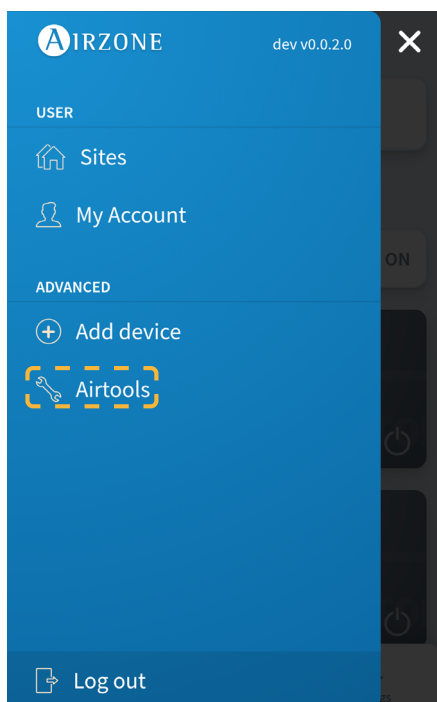 AIRZONE
dev v0.0.2.0
USER
Sites
My Account
ON
ADVANCED
Add device
Airtools
Log out